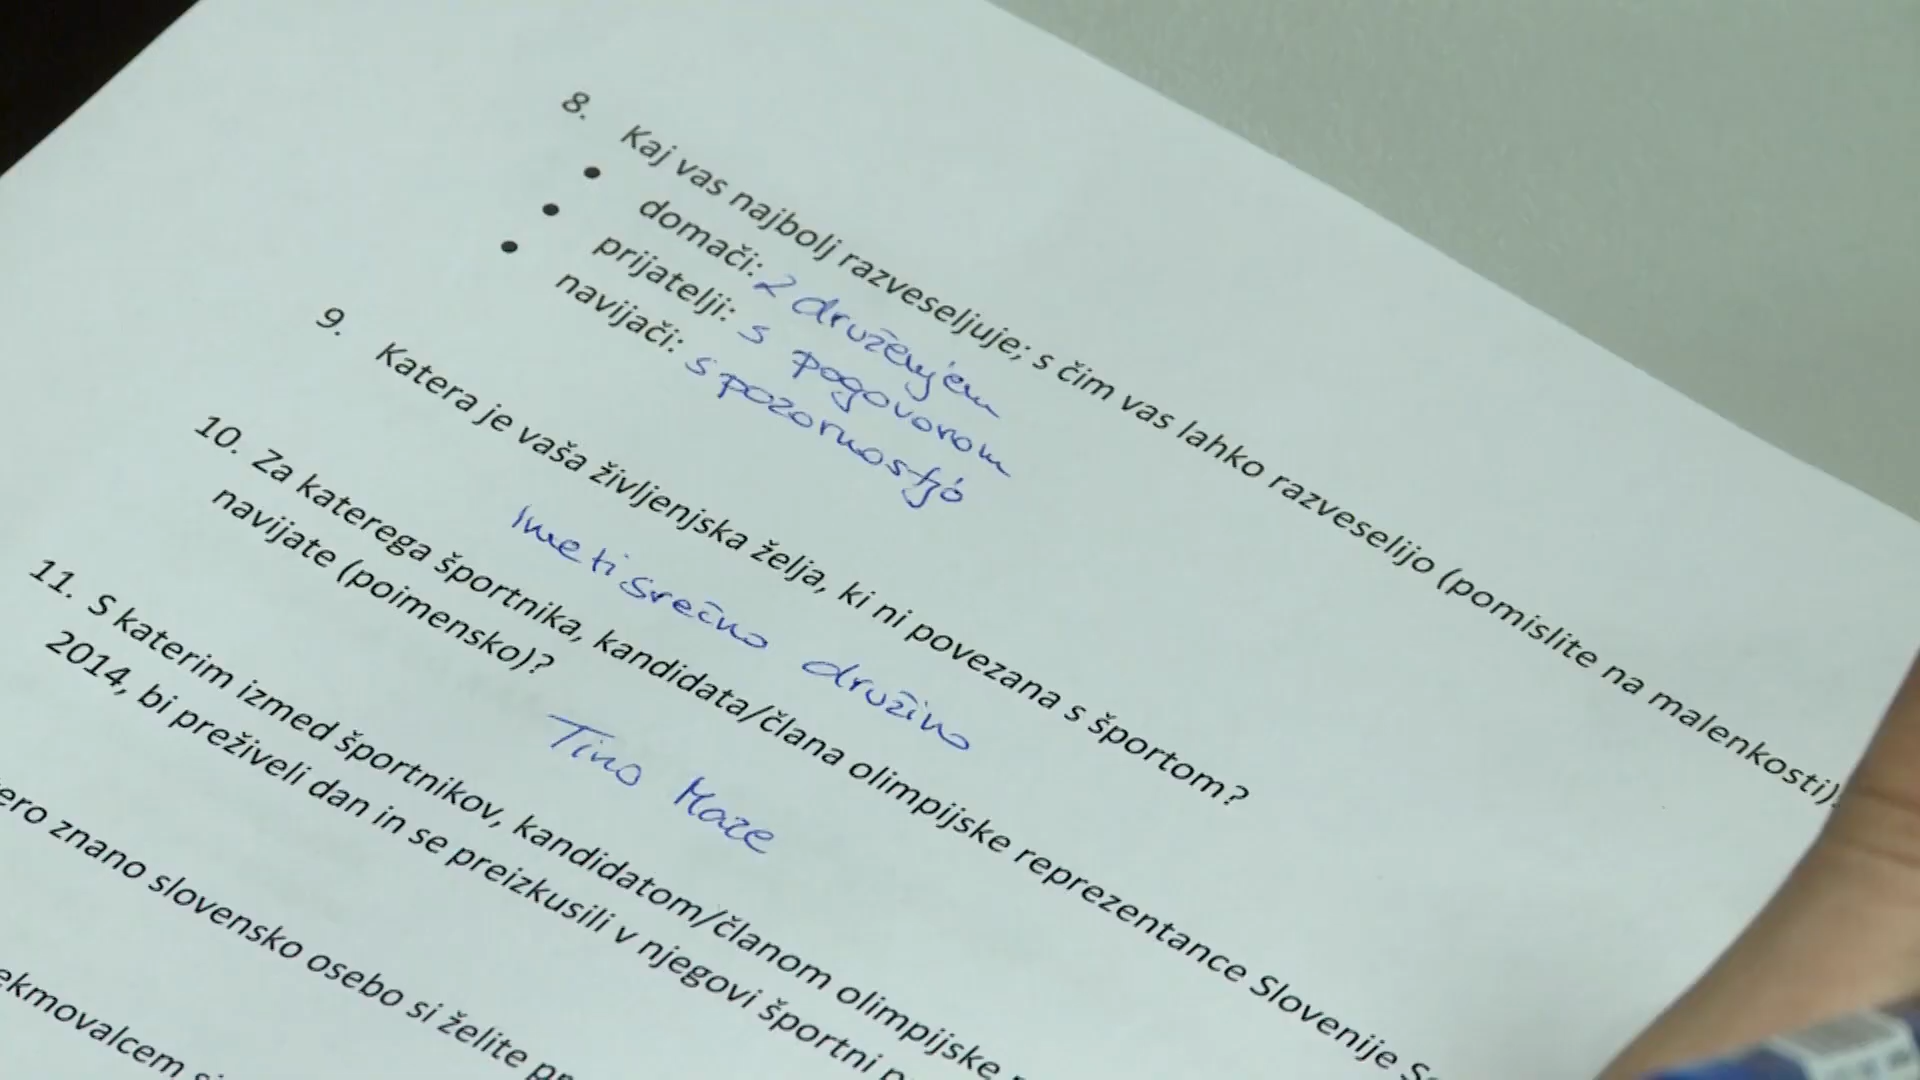 8. Kaj vas najbolj razveseljuje; s čim vas lahko razveselijo (pomislite na malenkosti):
• domači: z druženjem
• prijatelji: s pogovorom
• navijači: s pozornostjo
9. Katera je vaša življenjska želja, ki ni povezana s športom?
Imeti srečno družino
10. Za katerega športnika, kandidata/člana olimpijske reprezentance Slovenije
navijate (poimensko)?
Tino Maze
11. S katerim izmed športnikov, kandidatom/članom olimpijske
2014, bi preživeli dan in se preizkusili v njegovi športni
znano slovensko osebo si želite